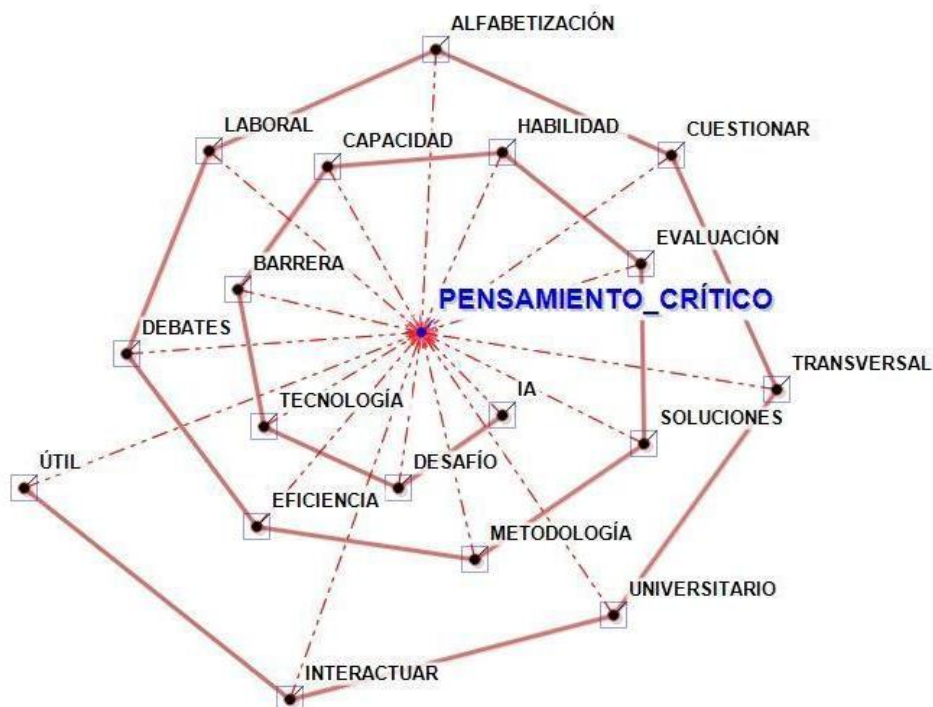 ALFABETIZACIÓN
LABORAL
CAPACIDAD
HABILIDAD
CUESTIONAR
BARRERA
EVALUACIÓN
PENSAMIENTO_CRÍTICO
DEBATES
TRANSVERSAL
TECNOLOGÍA
IA
SOLUCIONES
ÚTIL
DESAFÍO
EFICIENCIA
METODOLOGÍA
UNIVERSITARIO
INTERACTUAR